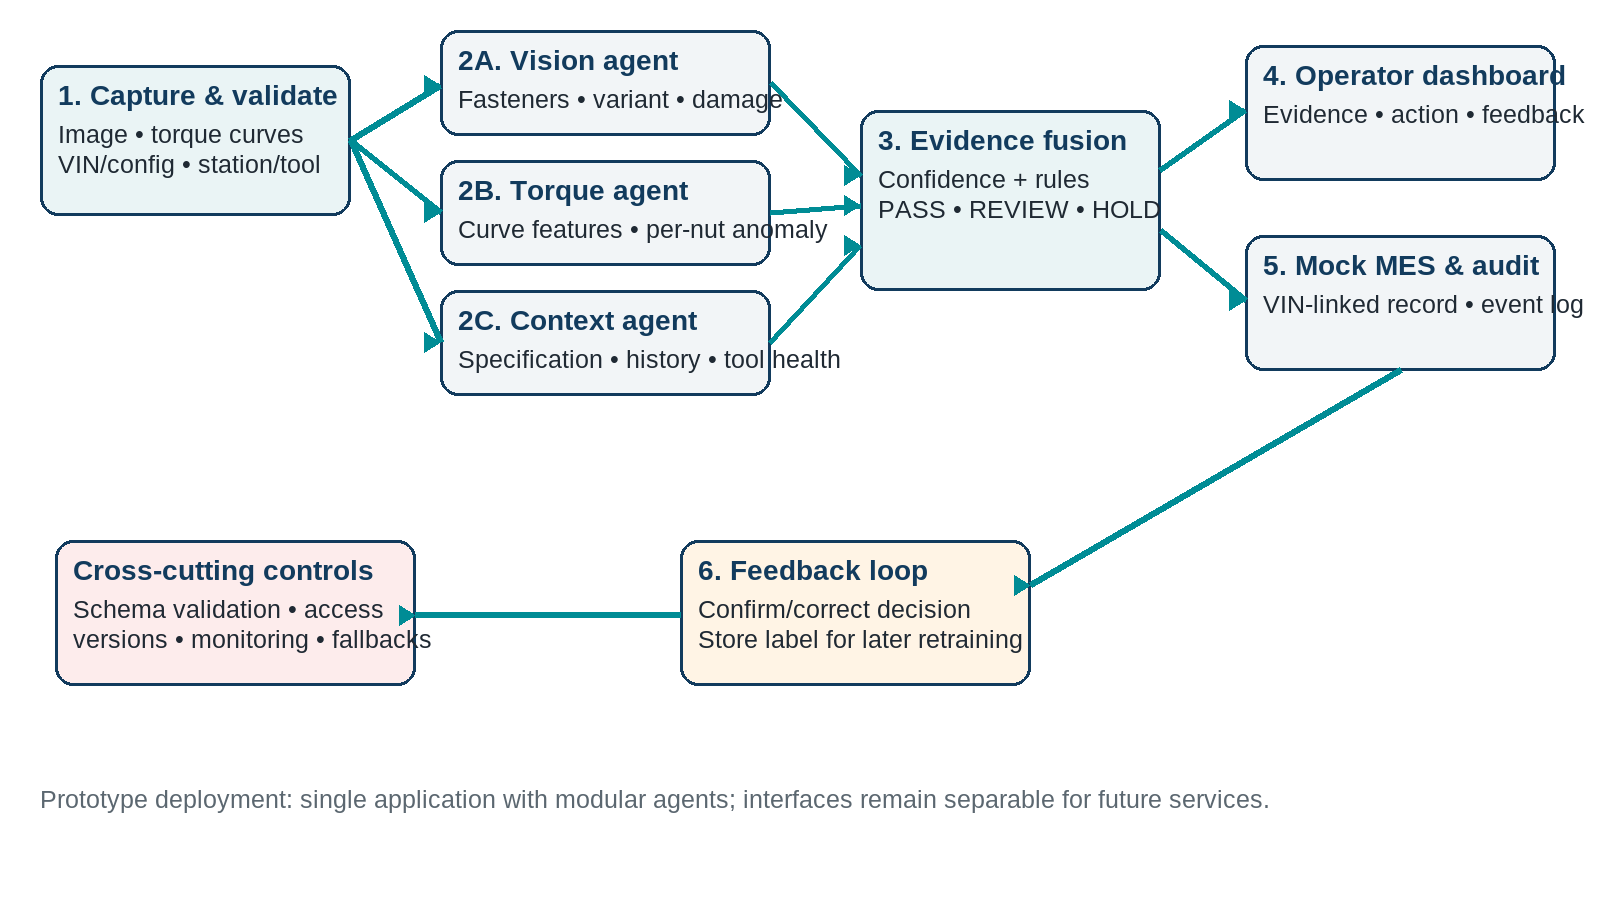 1. Capture & validate
Image • torque curves
VIN/config • station/tool
2A. Vision agent
Fasteners • variant • damage
2B. Torque agent
Curve features • per-nut anomaly
2C. Context agent
Specification • history • tool health
3. Evidence fusion
Confidence + rules
PASS • REVIEW • HOLD
4. Operator dashboard
Evidence • action • feedback
5. Mock MES & audit
VIN-linked record • event log
Cross-cutting controls
Schema validation • access
versions • monitoring • fallbacks
6. Feedback loop
Confirm/correct decision
Store label for later retraining
Prototype deployment: single application with modular agents; interfaces remain separable for future services.